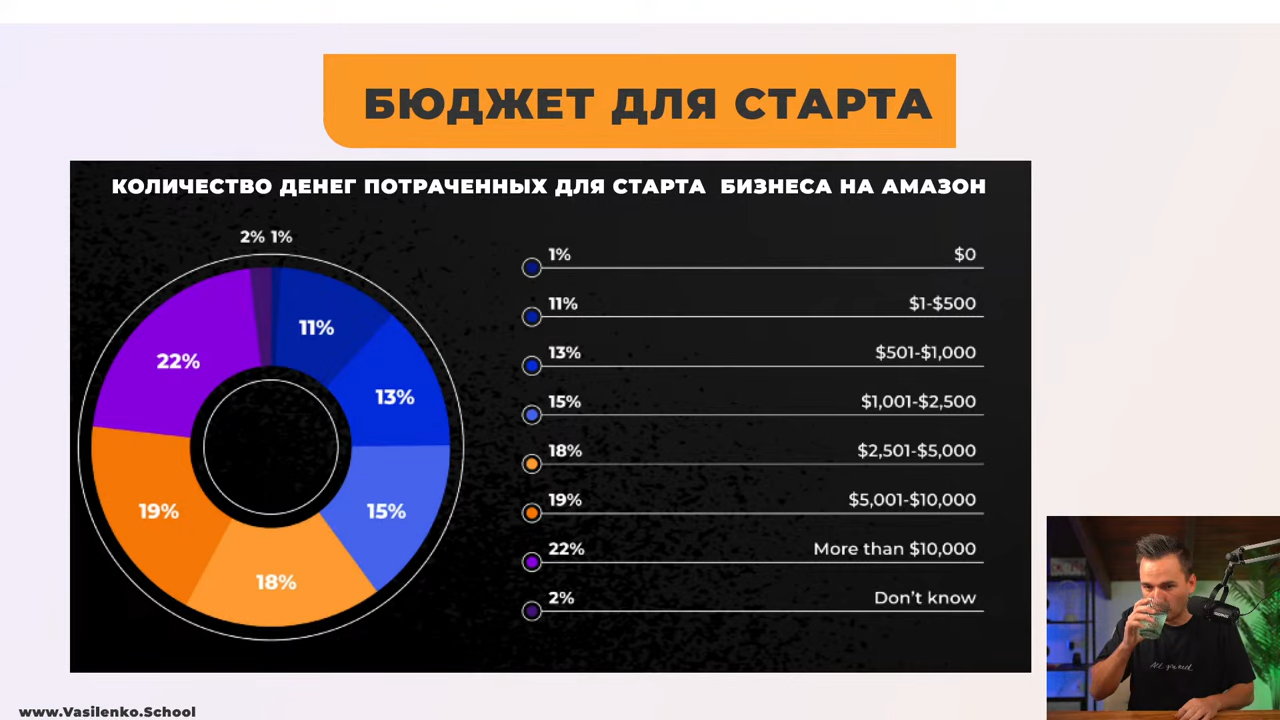 БЮДЖЕТ ДЛЯ СТАРТА
КОЛИЧЕСТВО ДЕНЕГ ПОТРАЧЕННЫХ ДЛЯ СТАРТА БИЗНЕСА НА АМАЗОН
2% 1%
11%
13%
15%
18%
19%
22%
1% $0
11% $1-$500
13% $501-$1,000
15% $1,001-$2,500
18% $2,501-$5,000
19% $5,001-$10,000
22% More than $10,000
2% Don't know
www.Vasilenko.School